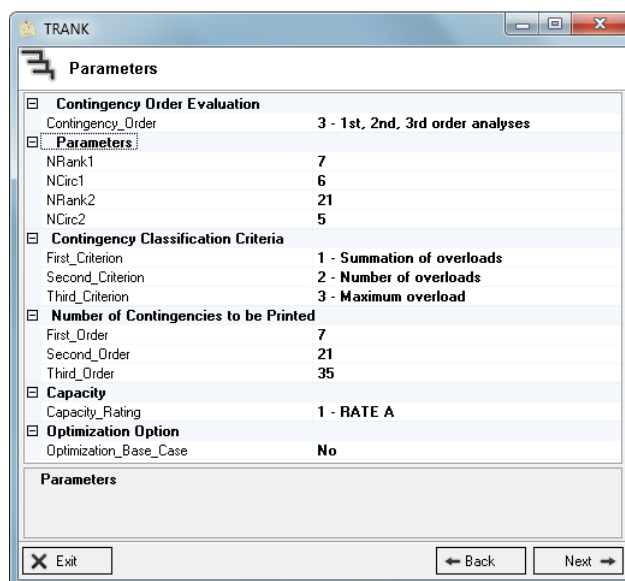 TRANK
Parameters
Contingency Order Evaluation
Contingency_Order 3 - 1st, 2nd, 3rd order analyses
Parameters
NRank1 7
NCirc1 6
NRank2 21
NCirc2 5
Contingency Classification Criteria
First_Criterion 1 - Summation of overloads
Second_Criterion 2 - Number of overloads
Third_Criterion 3 - Maximum overload
Number of Contingencies to be Printed
First_Order 7
Second_Order 21
Third_Order 35
Capacity
Capacity_Rating 1 - RATE A
Optimization Option
Optimization_Base_Case No
Parameters
Exit Back Next